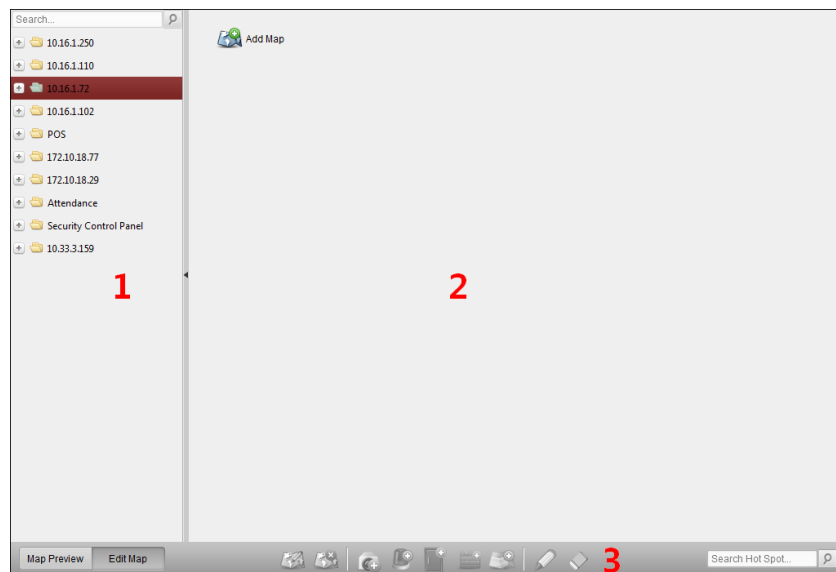 Search...
10.16.1.250
10.16.1.110
10.16.1.72
10.16.1.102
POS
172.10.18.77
172.10.18.29
Attendance
Security Control Panel
10.33.3.159
1
Add Map
2
Map Preview
Edit Map
3
Search Hot Spot...